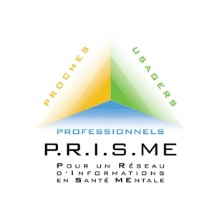 PROCHES
USAGERS
PROFESSIONNELS
P.R.I.S.ME
POUR UN RÉSEAU
D'INFORMATIONS
EN SANTÉ MENTALE